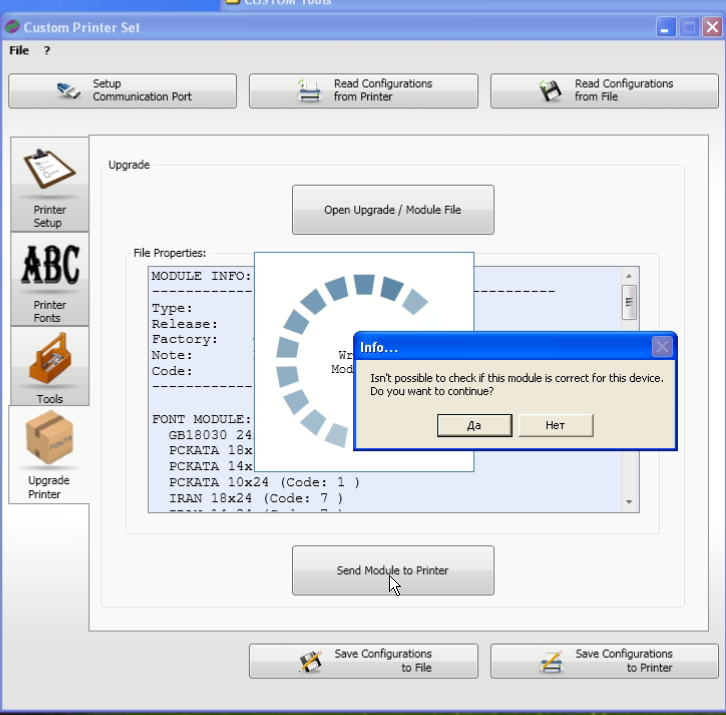 CUSTOM Tools
Custom Printer Set
File ?
Setup
Communication Port
Read Configurations
from Printer
Read Configurations
from File
Printer
Setup
ABC
Printer
Fonts
Tools
FONTS
Upgrade
Printer
Upgrade
Open Upgrade / Module File
File Properties:
MODULE INFO:
Type:
Release:
Factory:
Note:
Code:
FONT MODULE:
GB18030 24
PCKATA 18x
PCKATA 14x
PCKATA 10x24 (Code: 1 )
IRAN 18x24 (Code: 7 )
Wr
Mod
Info...
Isn't possible to check if this module is correct for this device.
Do you want to continue?
Да
Нет
Send Module to Printer
Save Configurations
to File
Save Configurations
to Printer